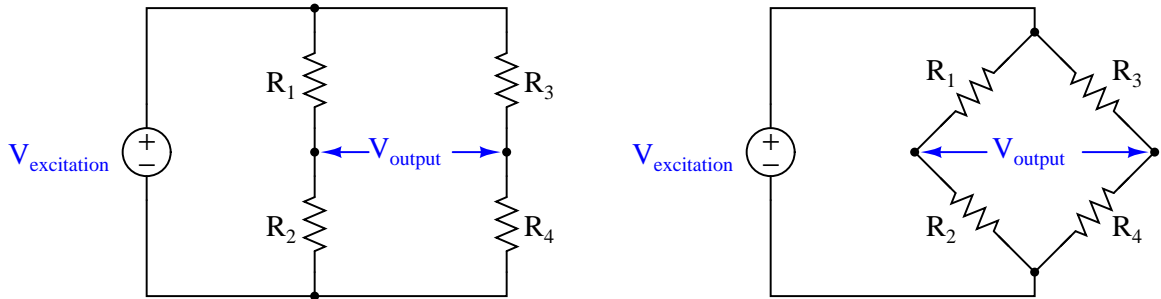 R1
R3
+
−
Vexcitation
Voutput
R2
R4
R1
R3
+
−
Vexcitation
Voutput
R2
R4